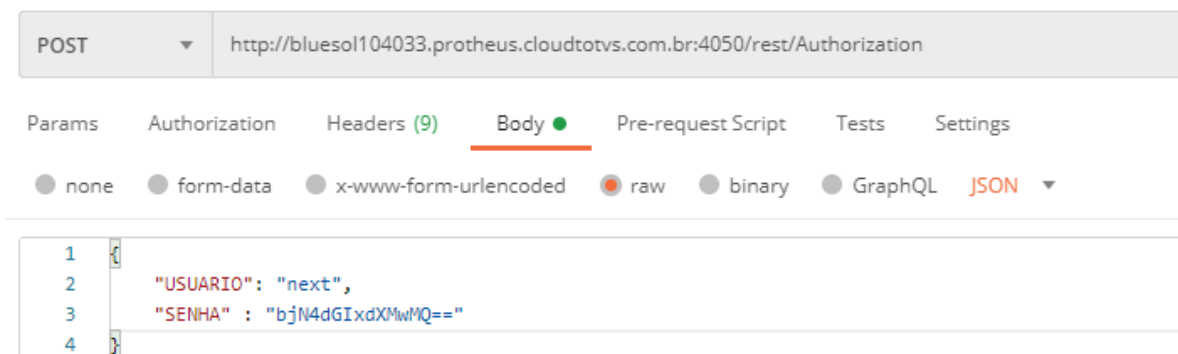 POST http://bluesol104033.protheus.cloudtotvs.com.br:4050/rest/Authorization
Params Authorization Headers (9) Body Pre-request Script Tests Settings
none form-data x-www-form-urlencoded raw binary GraphQL JSON
1 {
2 "USUARIO": "next",
3 "SENHA" : "bjN4dGIxdXMwMQ=="
4 }